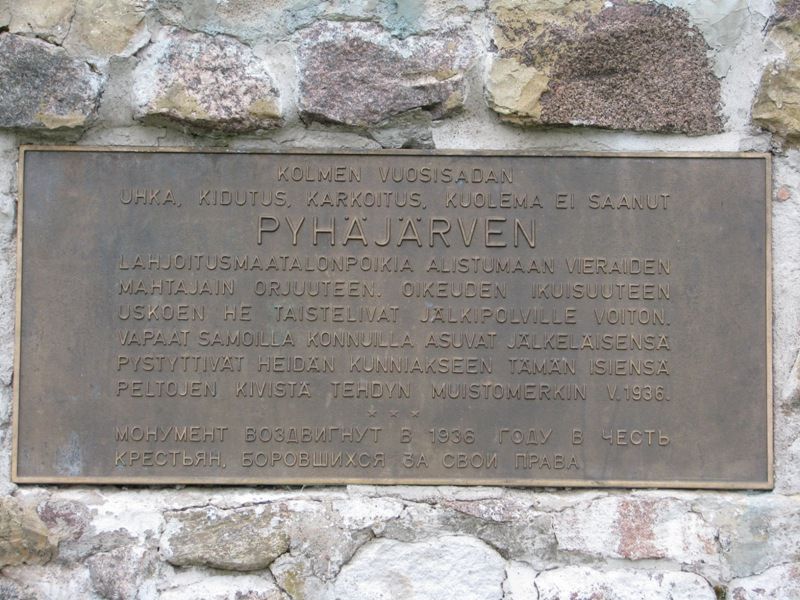 KOLMEN VUOSISADAN
UHKA, KIDUTUS, KARKOITUS, KUOLEMA EI SAANUT
PYHÄJÄRVEN
LAHJOITUSMAATALONPOIKIA ALISTUMAAN VIERAIDEN
MAHTAJAIN ORJUUTEEN. OIKEUDEN IKUISUUTEEN
USKOEN HE TAISTELIVAT JÄLKIPOLVILLE VOITON.
VAPAAT SAMOILLA KONNUILLA ASUVAT JÄLKELÄISENSÄ
PYSTYTTIVÄT HEIDÄN KUNNIAKSEEN TÄMÄN ISIENSÄ
PELTOJEN KIVISTÄ TEHDYN MUISTOMERKIN V.1936.
* * *
МОНУМЕНТ ВОЗДВИГНУТ В 1936 ГОДУ В ЧЕСТЬ
КРЕСТЬЯН, БОРОВШИХСЯ ЗА СВОИ ПРАВА